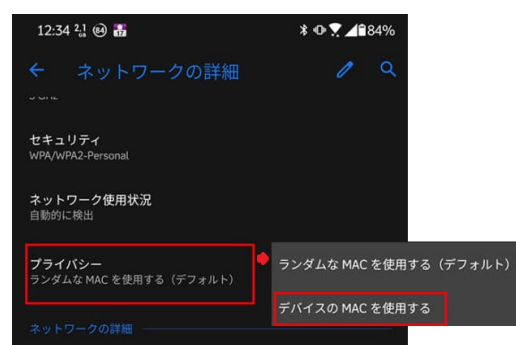 12:34
84
17
84%
ネットワークの詳細
セキュリティ
WPA/WPA2-Personal
ネットワーク使用状況
自動的に検出
プライバシー
ランダムな MAC を使用する（デフォルト）
ランダムな MAC を使用する（デフォルト）
デバイスの MAC を使用する
ネットワークの詳細